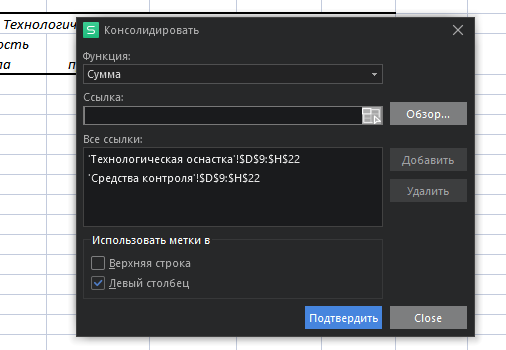 Технологич
S Консолидировать
ость
ла п
Функция:
Сумма
Ссылка:
Обзор...
Все ссылки:
'Технологическая оснастка'!$D$9:$H$22
'Средства контроля'!$D$9:$H$22
Добавить
Удалить
Использовать метки в
Верхняя строка
Левый столбец
Подтвердить
Close